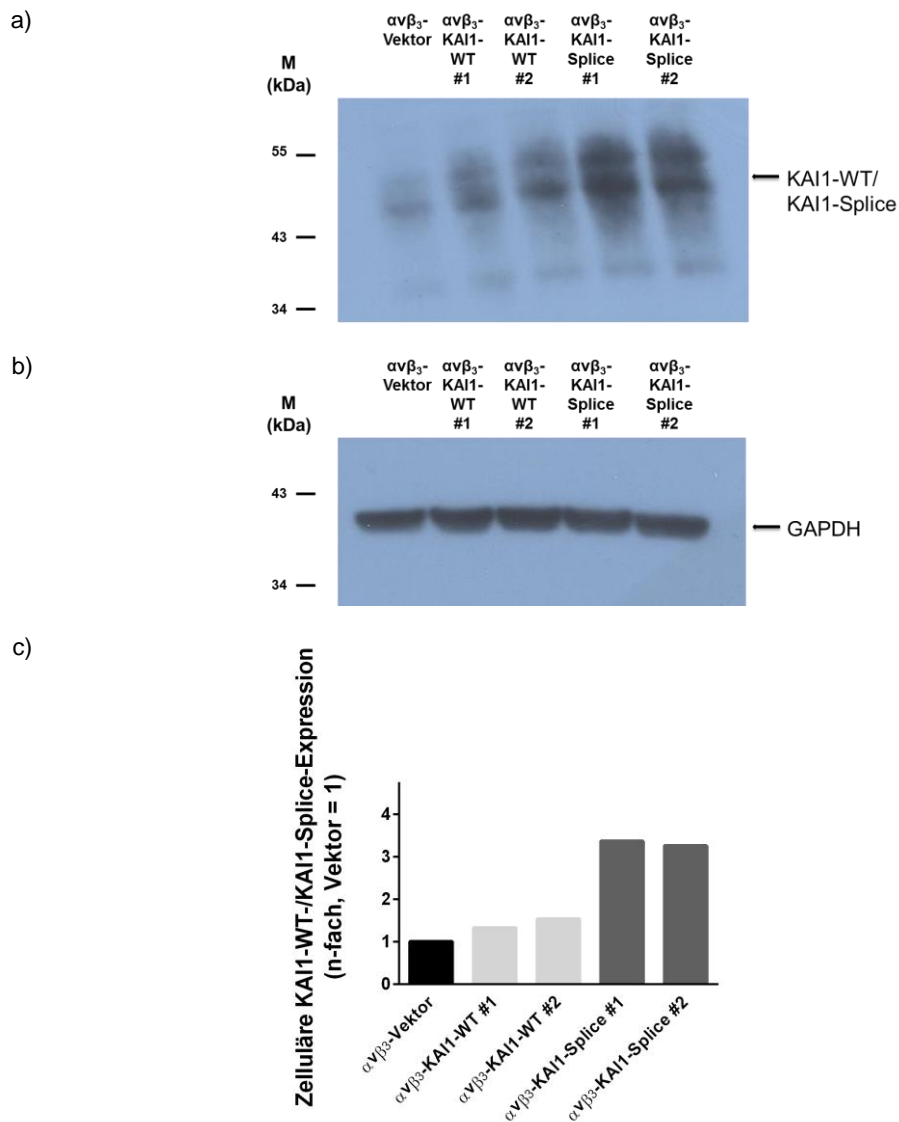 a)
αvβ₃-
Vektor
αvβ₃-
KAI1-
WT
#1
αvβ₃-
KAI1-
WT
#2
αvβ₃-
KAI1-
Splice
#1
αvβ₃-
KAI1-
Splice
#2
M
(kDa)
55
43
34
KAI1-WT/
KAI1-Splice
b)
αvβ₃-
Vektor
αvβ₃-
KAI1-
WT
#1
αvβ₃-
KAI1-
WT
#2
αvβ₃-
KAI1-
Splice
#1
αvβ₃-
KAI1-
Splice
#2
M
(kDa)
43
34
GAPDH
c)
Zelluläre KAI1-WT-/KAI1-Splice-Expression
(n-fach, Vektor = 1)
4
3
2
1
0
αvβ3-Vektor
αvβ3-KAI1-WT #1
αvβ3-KAI1-WT #2
αvβ3-KAI1-Splice #1
αvβ3-KAI1-Splice #2